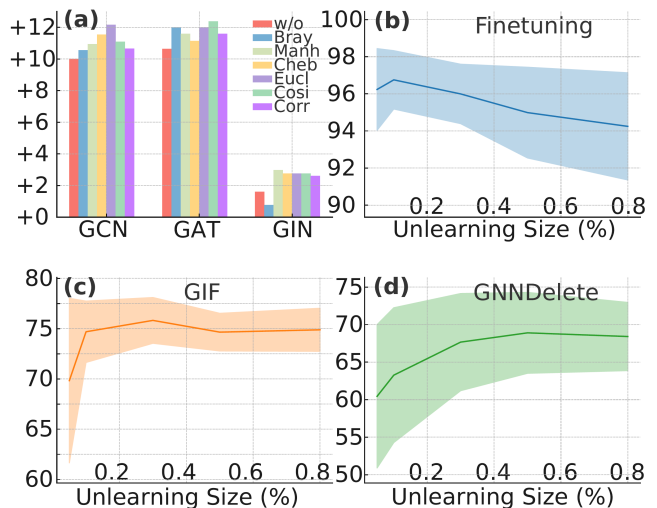 (a)
+12
+10
+8
+6
+4
+2
+0
w/o
Bray
Manh
Cheb
Eucl
Cosi
Corr
GCN GAT GIN
(b)
Finetuning
100
98
96
94
92
90
0.2 0.4 0.6 0.8
Unlearning Size (%)
(c)
GIF
80
75
70
65
60
0.2 0.4 0.6 0.8
Unlearning Size (%)
(d)
GNNDelete
75
70
65
60
55
50
0.2 0.4 0.6 0.8
Unlearning Size (%)